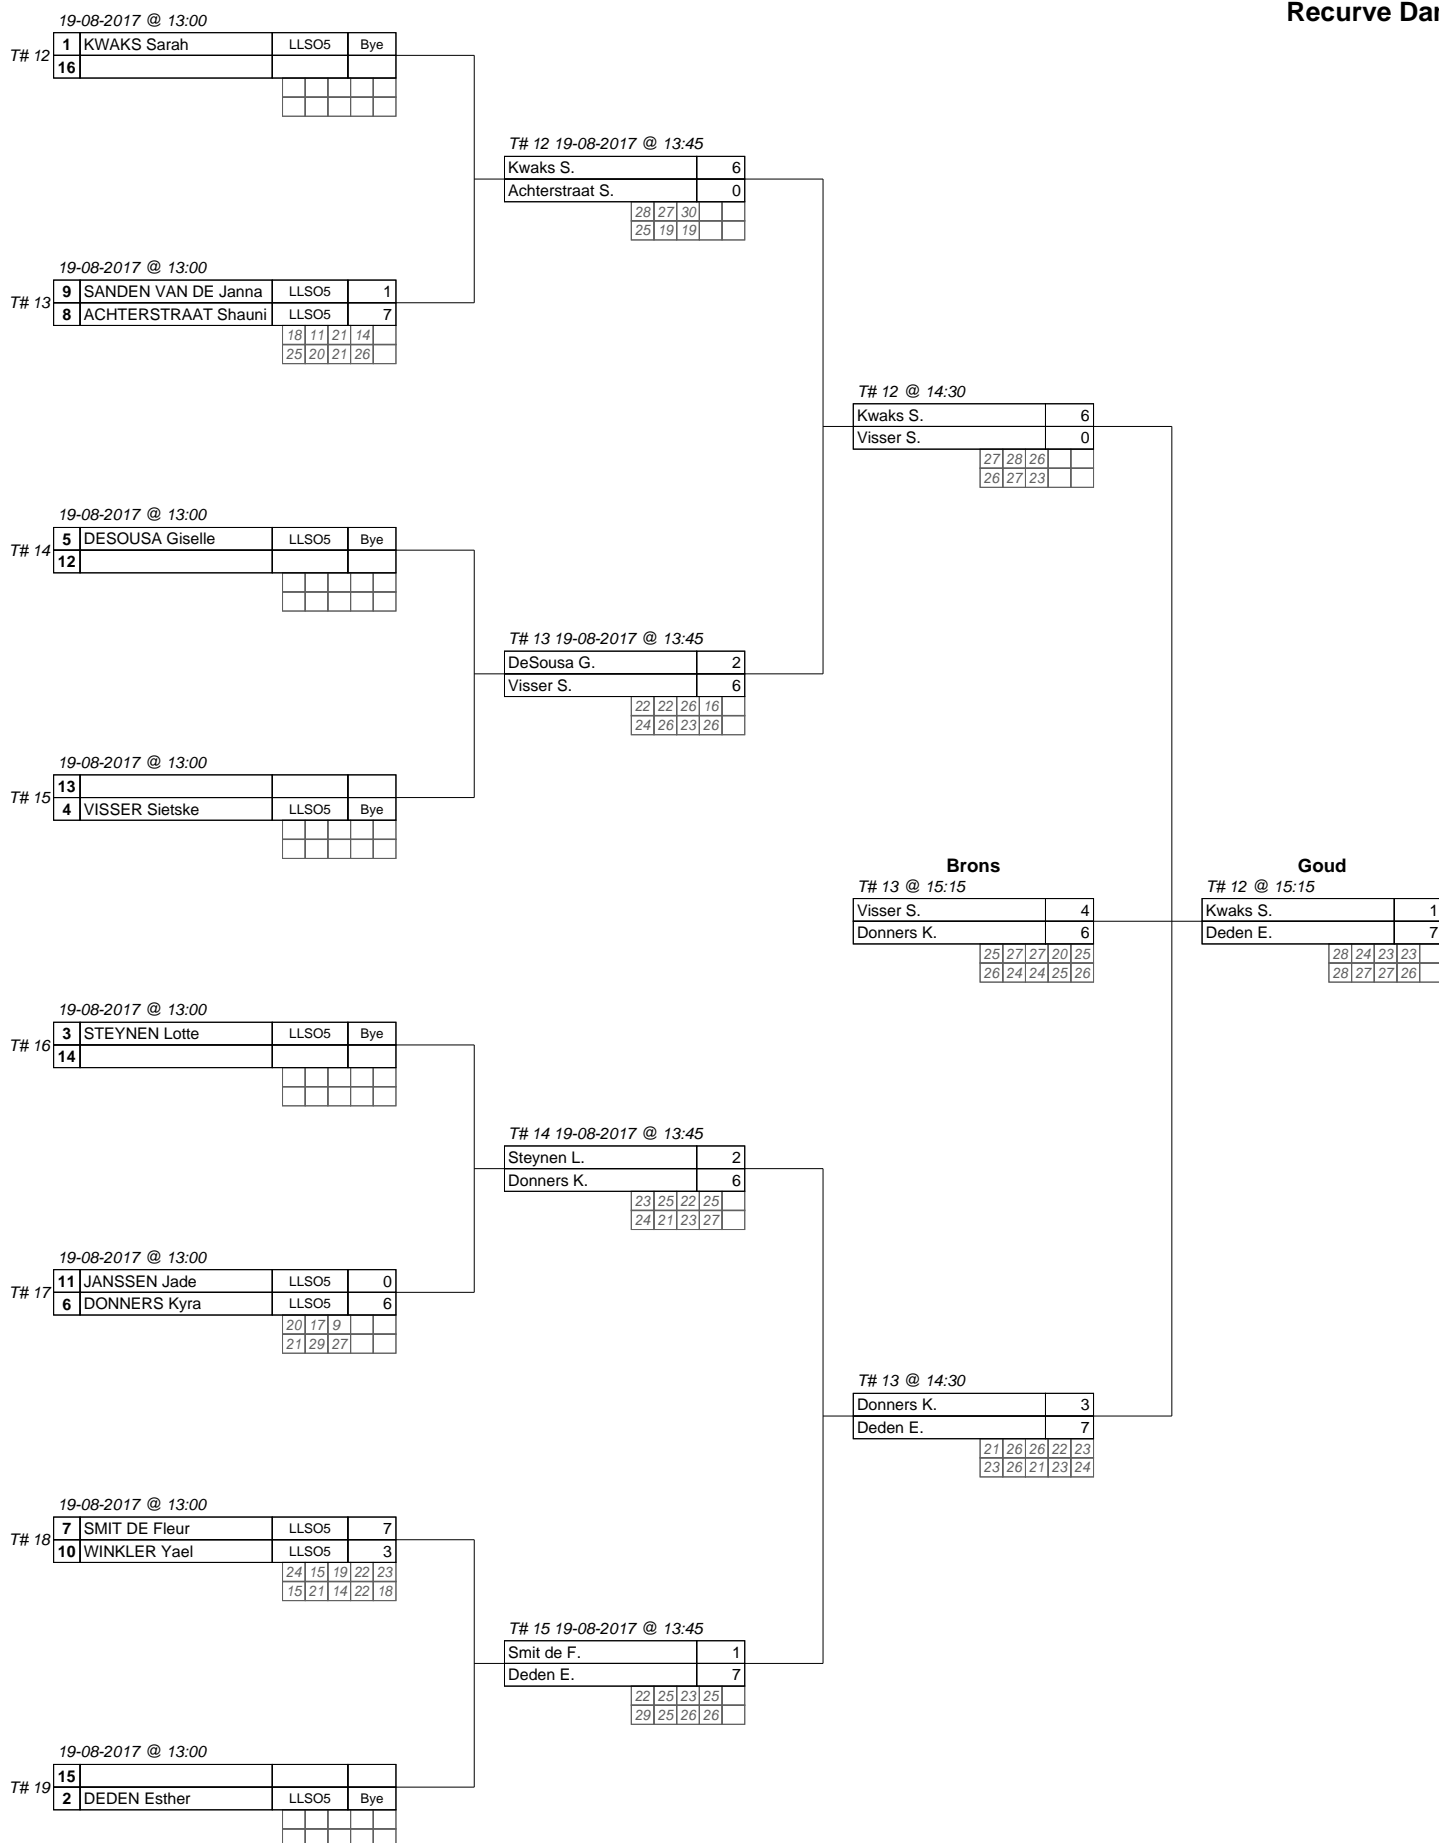 Recurve
19-08-2017 @ 13:00
T# 12
1 KWAKS Sarah LLSO5 Bye
16
T# 12 19-08-2017 @ 13:45
Kwaks S. 6
Achterstraat S. 0
28 27 30
25 19 19
19-08-2017 @ 13:00
T# 13
9 SANDEN VAN DE Janna LLSO5 1
8 ACHTERSTRAAT Shauni LLSO5 7
18 11 21 14
25 20 21 26
T# 12 @ 14:30
Kwaks S. 6
Visser S. 0
27 28 26
26 27 23
19-08-2017 @ 13:00
T# 14
5 DESOUSA Giselle LLSO5 Bye
12
T# 13 19-08-2017 @ 13:45
DeSousa G. 2
Visser S. 6
22 22 26 16
24 26 23 26
19-08-2017 @ 13:00
T# 15
13
4 VISSER Sietske LLSO5 Bye
Brons
T# 13 @ 15:15
Visser S. 4
Donners K. 6
25 27 27 20 25
26 24 24 25 26
Goud
T# 12 @ 15:15
Kwaks S. 1
Deden E. 7
28 24 23 23
28 27 27 26
19-08-2017 @ 13:00
T# 16
3 STEYNEN Lotte LLSO5 Bye
14
T# 14 19-08-2017 @ 13:45
Steynen L. 2
Donners K. 6
23 25 22 25
24 21 23 27
19-08-2017 @ 13:00
T# 17
11 JANSSEN Jade LLSO5 0
6 DONNERS Kyra LLSO5 6
20 17 9
21 29 27
T# 13 @ 14:30
Donners K. 3
Deden E. 7
21 26 26 22 23
23 26 21 23 24
19-08-2017 @ 13:00
T# 18
7 SMIT DE Fleur LLSO5 7
10 WINKLER Yael LLSO5 3
24 15 19 22 23
15 21 14 22 18
T# 15 19-08-2017 @ 13:45
Smit de F. 1
Deden E. 7
22 25 23 25
29 25 26 26
19-08-2017 @ 13:00
T# 19
15
2 DEDEN Esther LLSO5 Bye